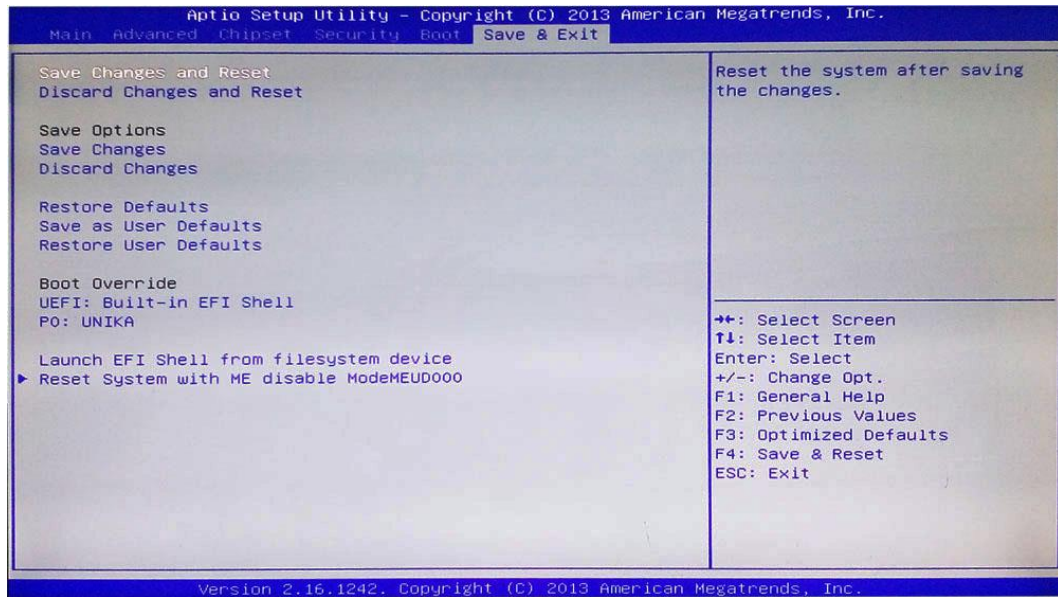 Aptio Setup Utility – Copyright (C) 2013 American Megatrends, Inc.
Main Advanced Chipset Security Boot Save & Exit
Save Changes and Reset
Discard Changes and Reset
Save Options
Save Changes
Discard Changes
Restore Defaults
Save as User Defaults
Restore User Defaults
Boot Override
UEFI: Built-in EFI Shell
PO: UNIKA
Launch EFI Shell from filesystem device
▶ Reset System with ME disable ModeMEUD000
Reset the system after saving
the changes.
→←: Select Screen
↑↓: Select Item
Enter: Select
+/-: Change Opt.
F1: General Help
F2: Previous Values
F3: Optimized Defaults
F4: Save & Reset
ESC: Exit
Version 2.16.1242. Copyright (C) 2013 American Megatrends, Inc.